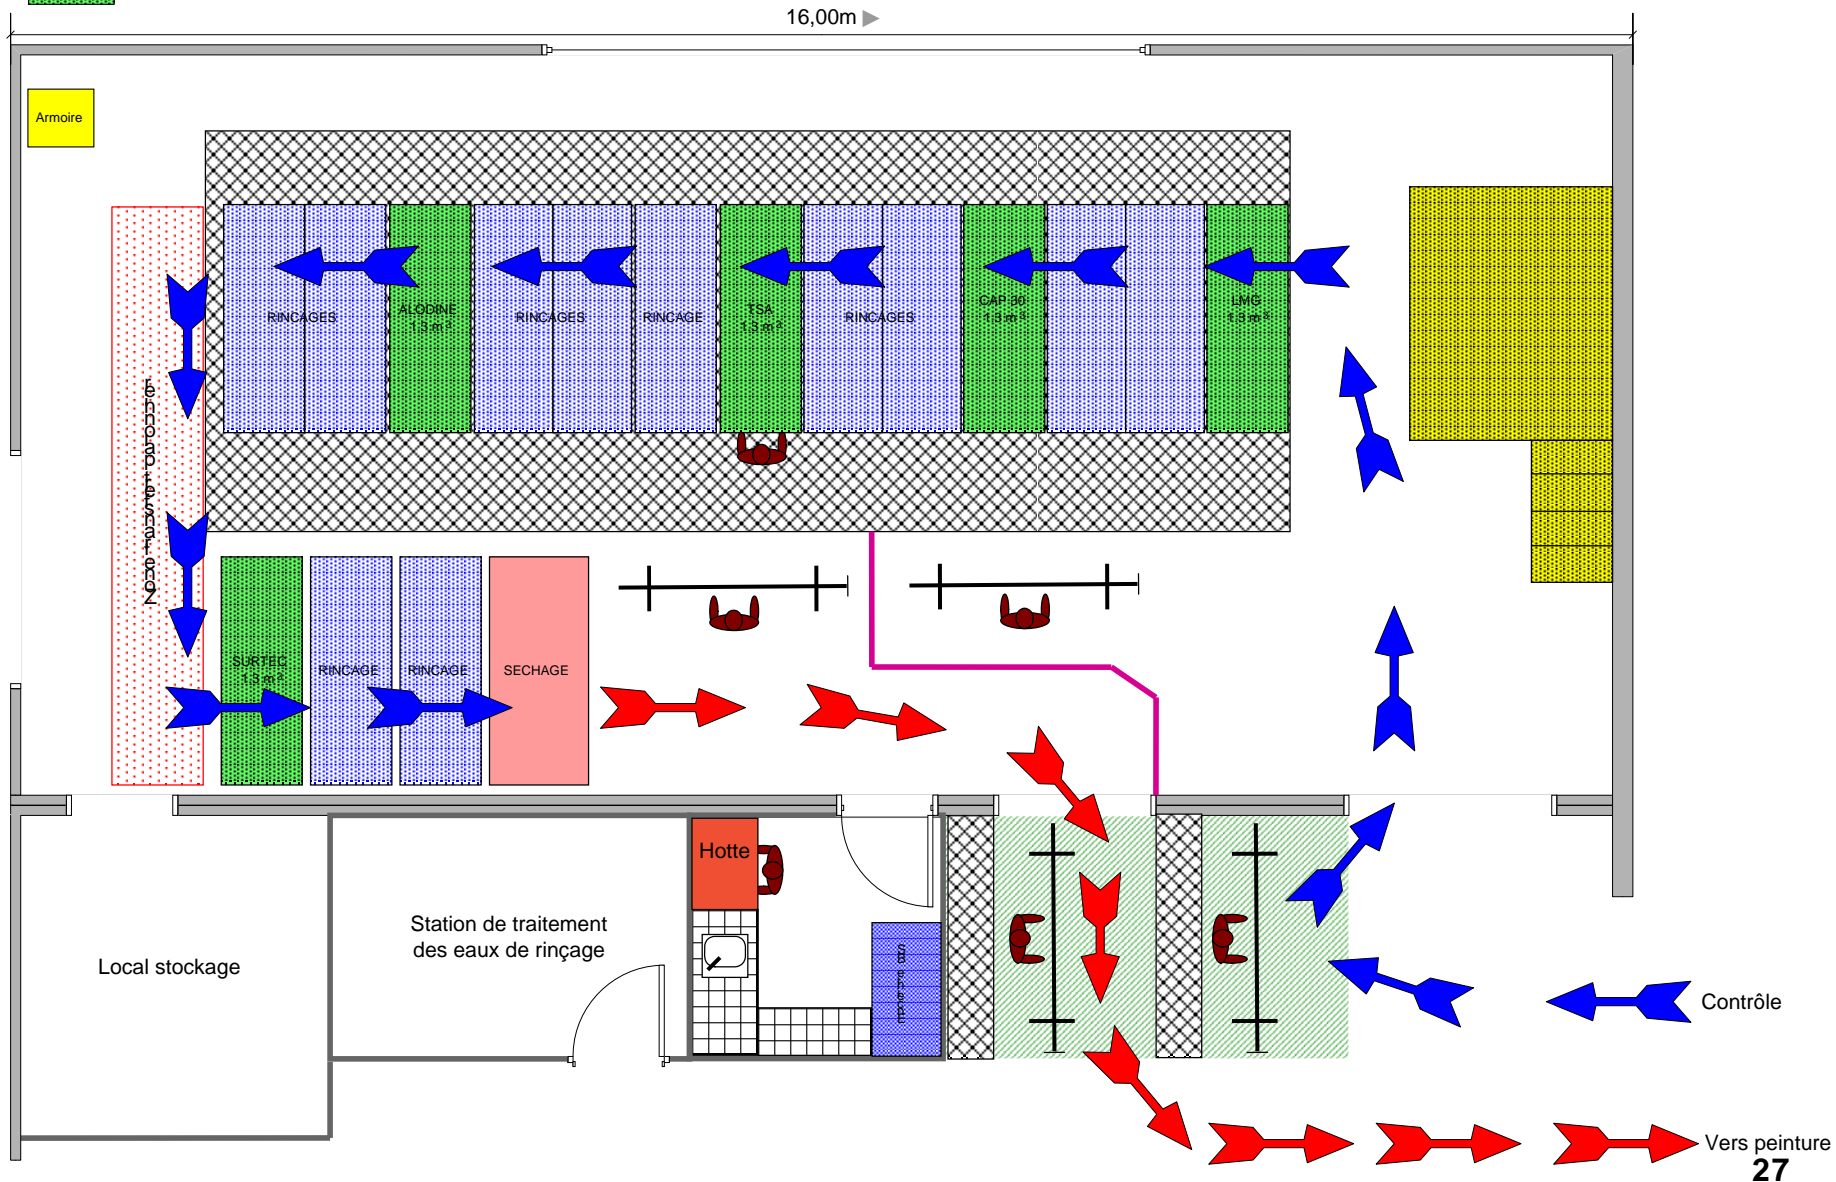 16,00m
Armoire
RINCAGES
ALODINE
1.3 m³
RINCAGES
RINCAGE
TSA
1.3 m³
RINCAGES
CAP 30
1.3 m³
LMG
1.3 m³
SURTEC
1.3 m³
RINCAGE
RINCAGE
SECHAGE
Hotte
Station de traitement
des eaux de rinçage
Local stockage
Contrôle
Vers peinture
27